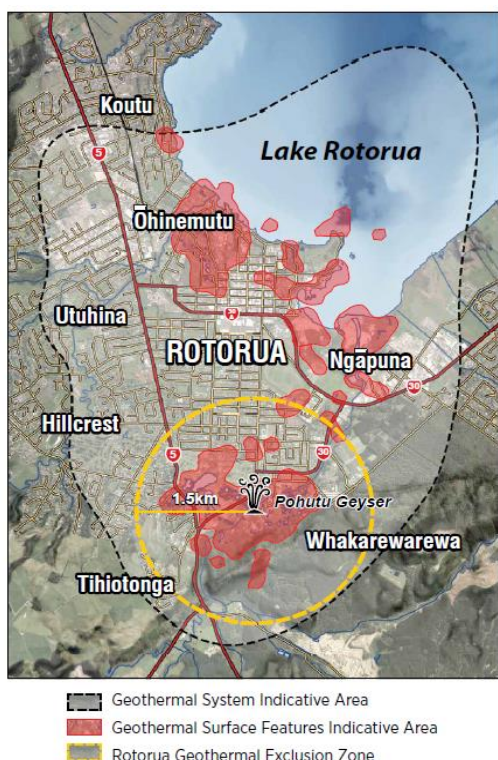 Koutu
Lake Rotorua
5
Ōhinemutu
Utuhina
ROTORUA
Ngāpuna
30
Hillcrest
5
30
1.5km
Pohutu Geyser
Whakarewarewa
Tihiotonga
Geothermal System Indicative Area
Geothermal Surface Features Indicative Area
Rotorua Geothermal Exclusion Zone